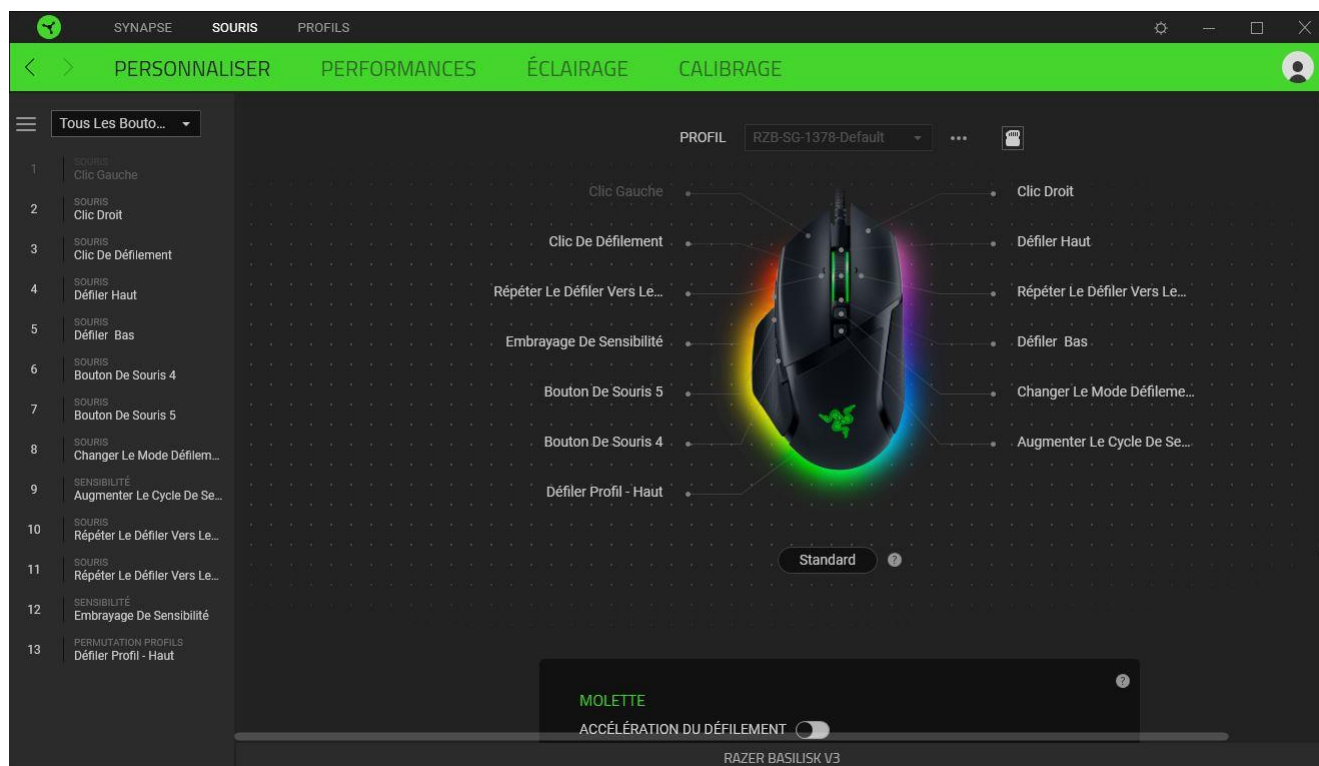 SYNAPSE SOURIS PROFILS
PERSONNALISER PERFORMANCES ÉCLAIRAGE CALIBRAGE
Tous Les Bouto...
PROFIL RZB-SG-1378-Default
1 SOURIS
Clic Gauche
2 SOURIS
Clic Droit
3 SOURIS
Clic De Défilement
4 SOURIS
Défiler Haut
5 SOURIS
Défiler Bas
6 SOURIS
Bouton De Souris 4
7 SOURIS
Bouton De Souris 5
8 SOURIS
Changer Le Mode Défilem...
9 SENSIBILITÉ
Augmenter Le Cycle De Se...
10 SOURIS
Répéter Le Défiler Vers Le...
11 SOURIS
Répéter Le Défiler Vers Le...
12 SENSIBILITÉ
Embrayage De Sensibilité
13 PERMUTATION PROFILS
Défiler Profil - Haut
Clic Gauche
Clic De Défilement
Répéter Le Défiler Vers Le...
Embrayage De Sensibilité
Bouton De Souris 5
Bouton De Souris 4
Défiler Profil - Haut
Clic Droit
Défiler Haut
Répéter Le Défiler Vers Le...
Défiler Bas
Changer Le Mode Défileme...
Augmenter Le Cycle De Se...
Standard ?
?
MOLETTE
ACCÉLÉRATION DU DÉFILEMENT
RAZER BASILISK V3